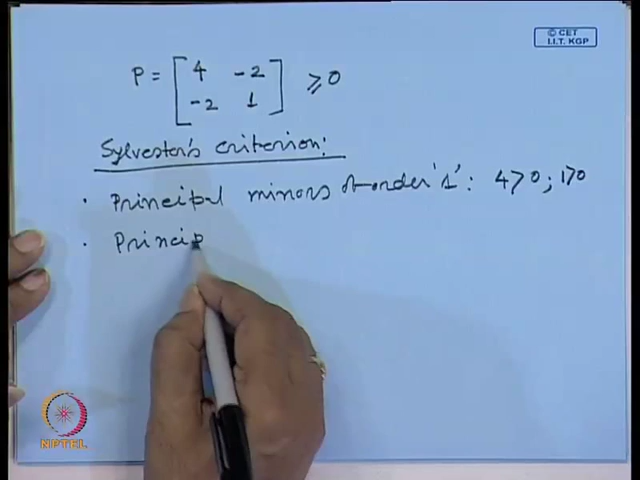 © CET
I.I.T. KGP
P = [ 4 -2
-2 1 ] ≥ 0
Sylvester's criterion:
· Principal minors of order '1' : 4>0 ; 1>0
· Princip
NPTEL